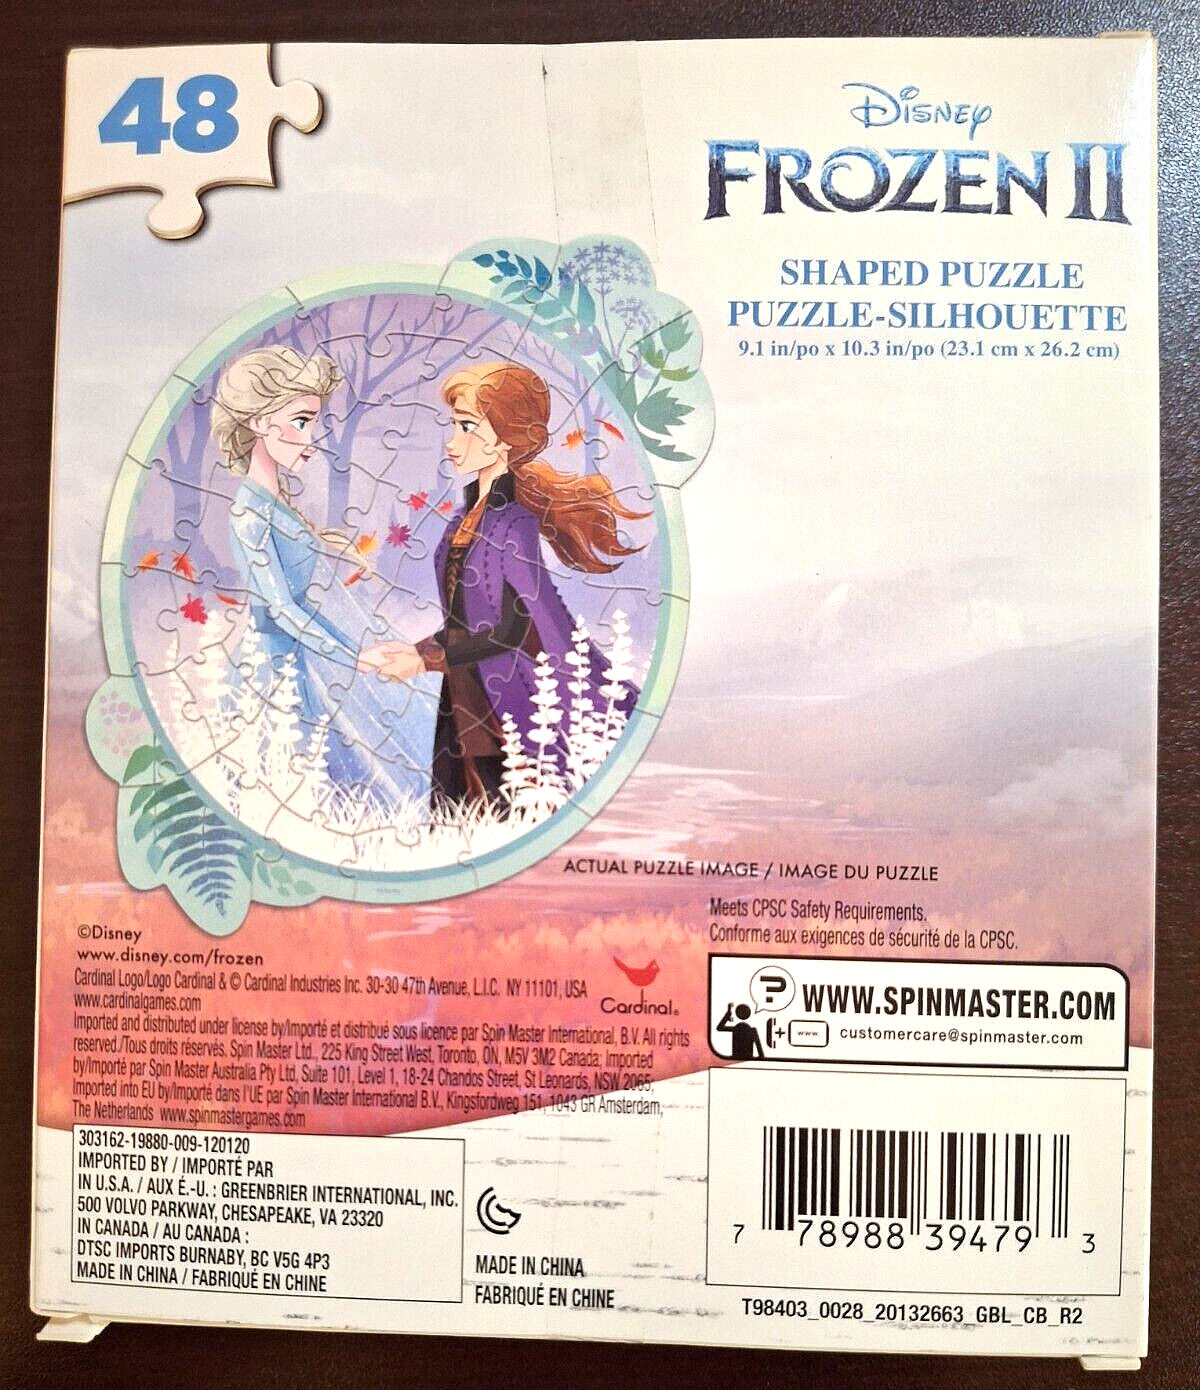 48
Disney
FROZEN II
SHAPED PUZZLE
PUZZLE-SILHOUETTE
9.1 in/po x 10.3 in/po (23.1 cm x 26.2 cm)
ACTUAL PUZZLE IMAGE / IMAGE DU PUZZLE
Meets CPSC Safety Requirements.
Conforme aux exigences de sécurité de la CPSC.
©Disney
www.disney.com/frozen
Cardinal Logo/Logo Cardinal & © Cardinal Industries Inc. 30-30 47th Avenue, L.I.C. NY 11101, USA
www.cardinalgames.com
Cardinal®
Imported and distributed under license by/Importé et distribué sous licence par Spin Master International, B.V. All rights
reserved./Tous droits réservés. Spin Master Ltd., 225 King Street West, Toronto, ON, M5V 3M2 Canada; Imported
by/Importé par Spin Master Australia Pty Ltd, Suite 101, Level 1, 18-24 Chandos Street, St Leonards, NSW 2065;
Imported into EU by/Importé dans l'UE par Spin Master International B.V., Kingsfordweg 151, 1043 GR Amsterdam,
The Netherlands www.spinmastergames.com
?
WWW.SPINMASTER.COM
www.
customercare@spinmaster.com
303162-19880-009-120120
IMPORTED BY / IMPORTÉ PAR
IN U.S.A. / AUX É.-U. : GREENBRIER INTERNATIONAL, INC.
500 VOLVO PARKWAY, CHESAPEAKE, VA 23320
IN CANADA / AU CANADA :
DTSC IMPORTS BURNABY, BC V5G 4P3
MADE IN CHINA / FABRIQUÉ EN CHINE
MADE IN CHINA
FABRIQUÉ EN CHINE
7 78988 39479 3
T98403_0028_20132663_GBL_CB_R2